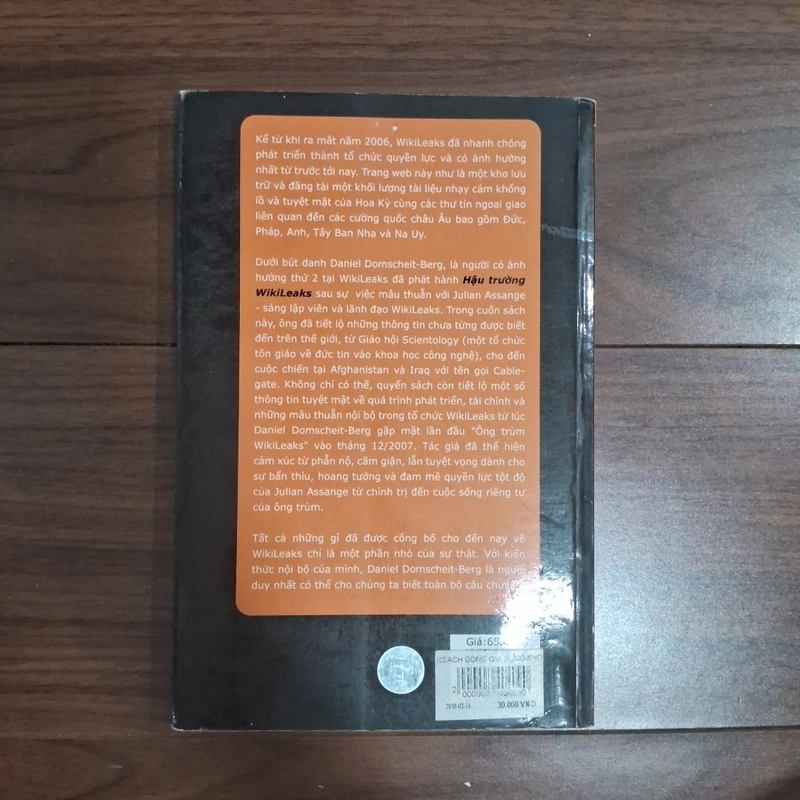 Kể từ khi ra mắt năm 2006, WikiLeaks đã nhanh chóng
phát triển thành tổ chức quyền lực và có ảnh hưởng
nhất từ trước tới nay. Trang web này như là một kho lưu
trữ và đăng tải một khối lượng tài liệu nhạy cảm khổng
lồ và tuyệt mật của Hoa Kỳ cùng các thư tín ngoại giao
liên quan đến các cường quốc châu Âu bao gồm Đức,
Pháp, Anh, Tây Ban Nha và Na Uy.
Dưới bút danh Daniel Domscheit-Berg, là người có ảnh
hưởng thứ 2 tại WikiLeaks đã phát hành Hậu trường
WikiLeaks sau sự việc mâu thuẫn với Julian Assange
- sáng lập viên và lãnh đạo WikiLeaks. Trong cuốn sách
này, ông đã tiết lộ những thông tin chưa từng được biết
đến trên thế giới, từ Giáo hội Scientology (một tổ chức
tôn giáo về đức tin vào khoa học công nghệ), cho đến
cuộc chiến tại Afghanistan và Iraq với tên gọi Cable-
gate. Không chỉ có thế, quyển sách còn tiết lộ một số
thông tin tuyệt mật về quá trình phát triển, tài chính và
những mâu thuẫn nội bộ trong tổ chức WikiLeaks từ lúc
Daniel Domscheit-Berg gặp mặt lần đầu "Ông trùm
WikiLeaks" vào tháng 12/2007. Tác giả đã thể hiện
cảm xúc từ phẫn nộ, căm giận, lẫn tuyệt vọng dành cho
sự bẩn thỉu, hoang tưởng và đam mê quyền lực tột độ
của Julian Assange từ chính trị đến cuộc sống riêng tư
của ông trùm.
Tất cả những gì đã được công bố cho đến nay về
WikiLeaks chỉ là một phần nhỏ của sự thật. Với kiến
thức nội bộ của mình, Daniel Domscheit-Berg là người
duy nhất có thể cho chúng ta biết toàn bộ câu chuyện
Giá:65.
30.000 VND